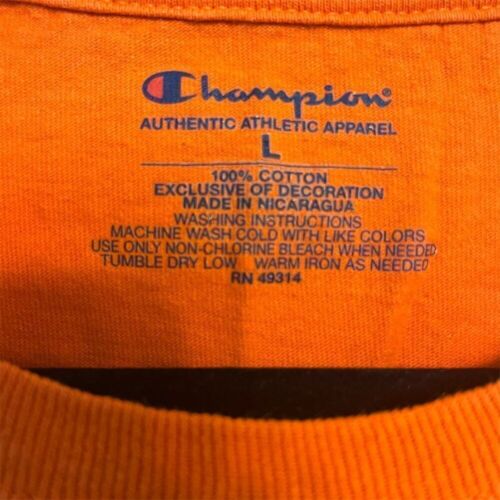 Champion®
AUTHENTIC ATHLETIC APPAREL
L
100% COTTON
EXCLUSIVE OF DECORATION
MADE IN NICARAGUA
WASHING INSTRUCTIONS
MACHINE WASH COLD WITH LIKE COLORS
USE ONLY NON-CHLORINE BLEACH WHEN NEEDED
TUMBLE DRY LOW WARM IRON AS NEEDED
RN 49314